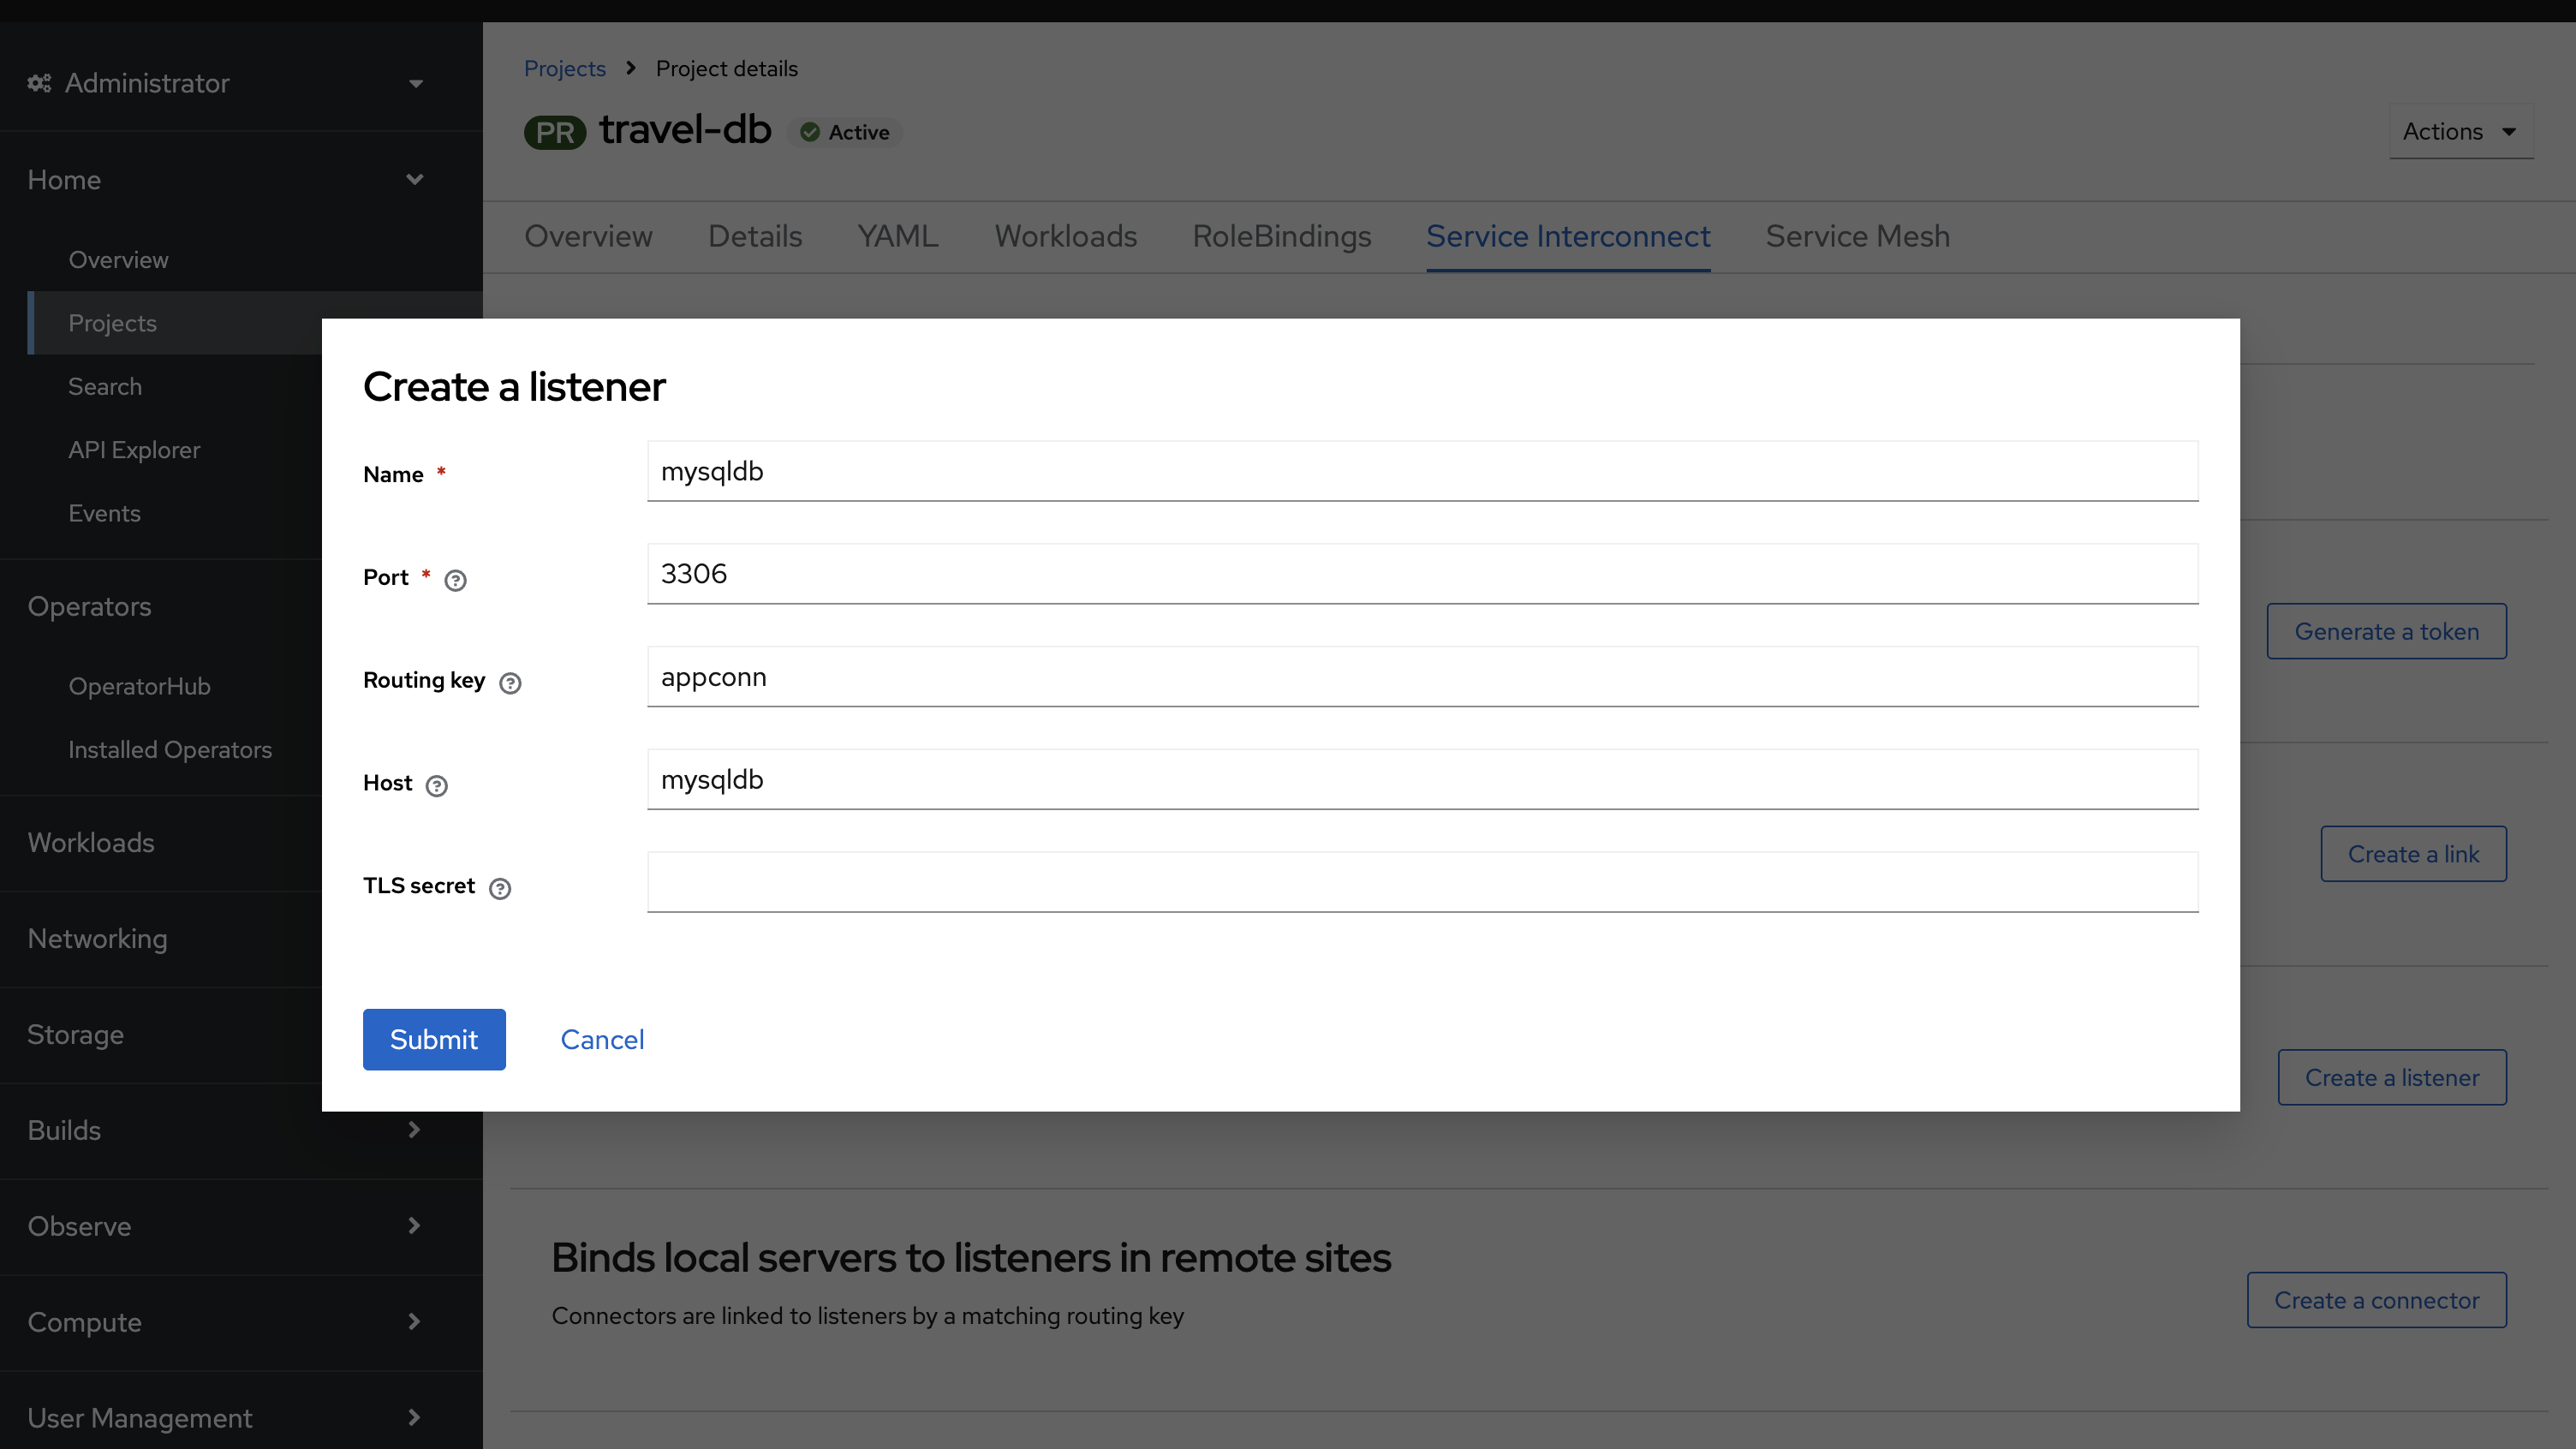 Administrator
Home
Overview
Projects
Search
API Explorer
Events
Operators
OperatorHub
Installed Operators
Workloads
Networking
Storage
Builds
Observe
Compute
User Management
Projects
Project details
PR travel-db Active
Actions
Overview Details YAML Workloads RoleBindings Service Interconnect Service Mesh
Create a listener
Name *
mysqldb
Port *
3306
Routing key
appconn
Host
mysqldb
TLS secret
Submit Cancel
Generate a token
Create a link
Create a listener
Binds local servers to listeners in remote sites
Connectors are linked to listeners by a matching routing key
Create a connector